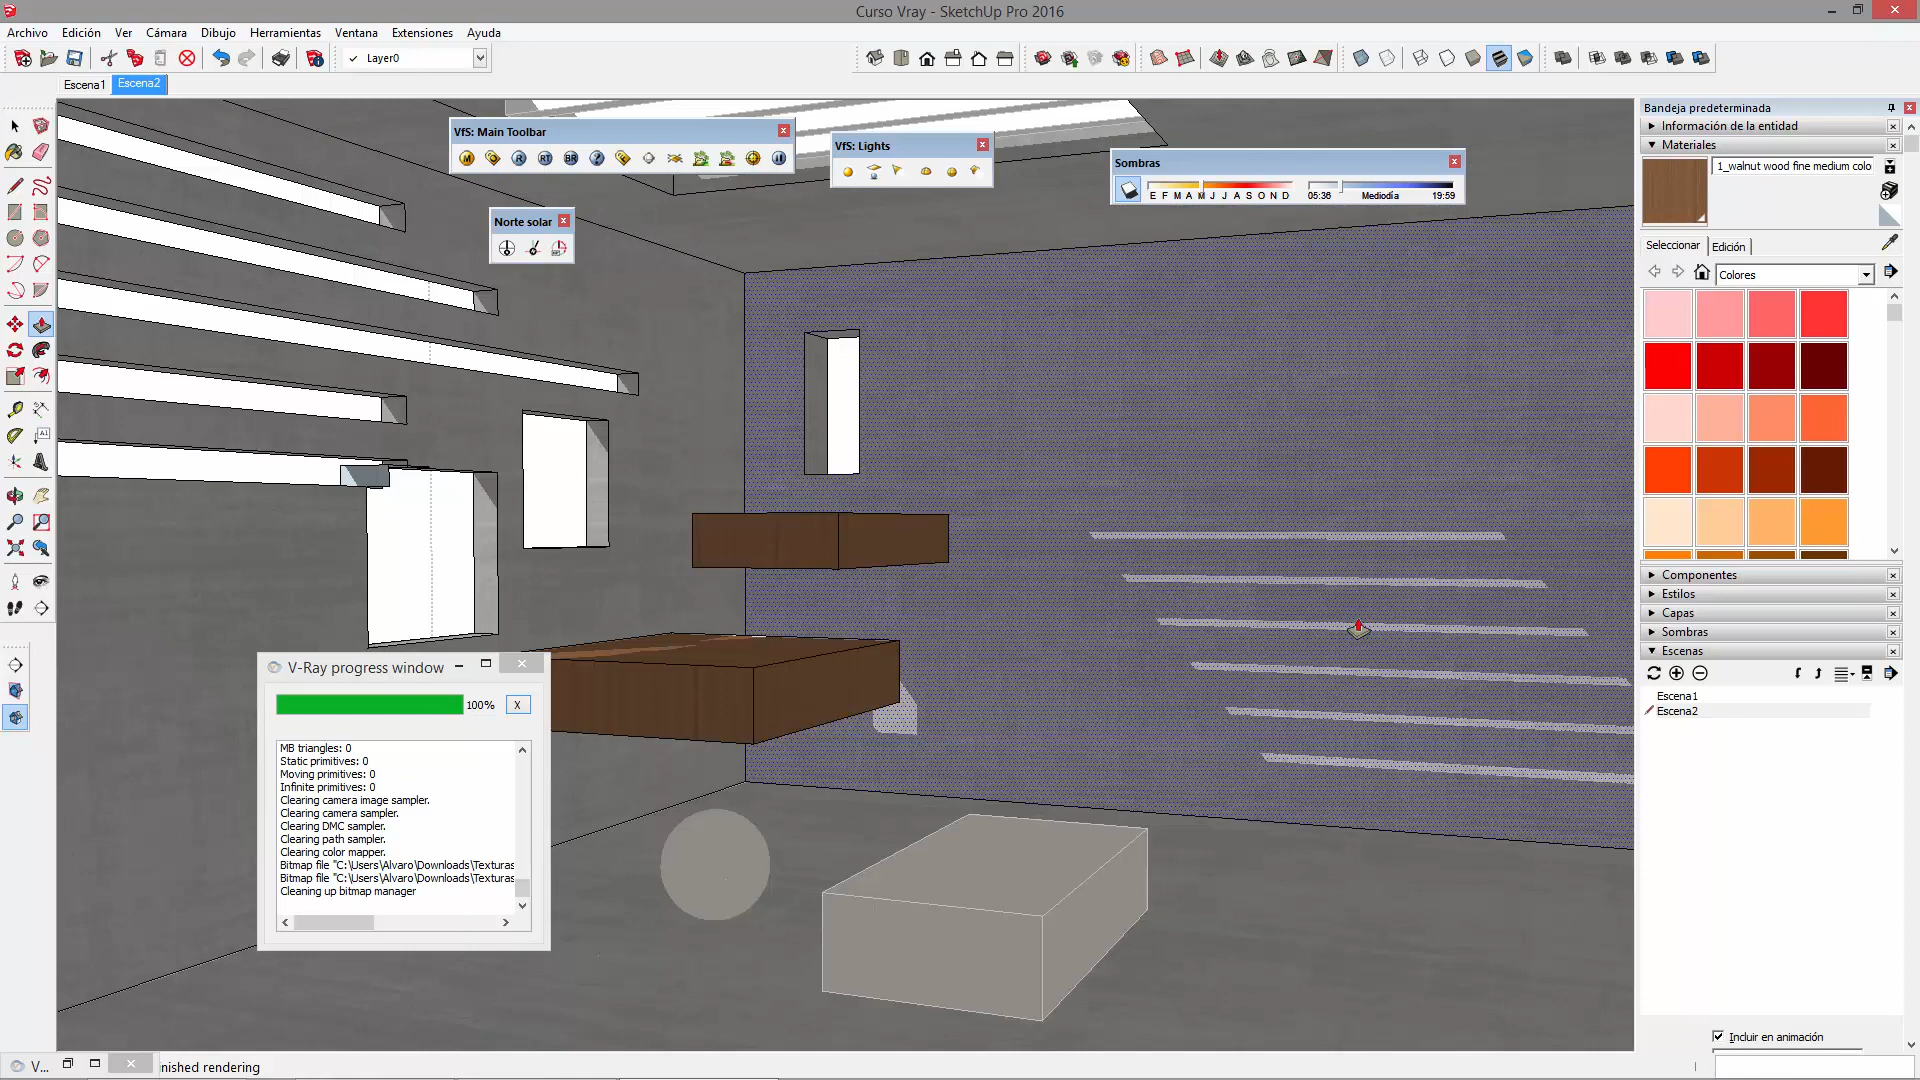 Curso Vray - SketchUp Pro 2016
Archivo Edición Ver Cámara Dibujo Herramientas Ventana Extensiones Ayuda
Layer0
Escena1 Escena2
VfS: Main Toolbar
VfS: Lights
Sombras
E F M A M J J A S O N D 05:36 Mediodía 19:59
Norte solar
M R RT BR
A1
V-Ray progress window
100% X
MB triangles: 0
Static primitives: 0
Moving primitives: 0
Infinite primitives: 0
Clearing camera image sampler.
Clearing camera sampler.
Clearing DMC sampler.
Clearing path sampler.
Clearing color mapper.
Bitmap file "C:\Users\Alvaro\Downloads\Texturas
Bitmap file "C:\Users\Alvaro\Downloads\Texturas
Cleaning up bitmap manager
V... nished rendering
Bandeja predeterminada
Información de la entidad
Materiales
1_walnut wood fine medium colo
Seleccionar Edición
Colores
Componentes
Estilos
Capas
Sombras
Escenas
Escena1
Escena2
Incluir en animación